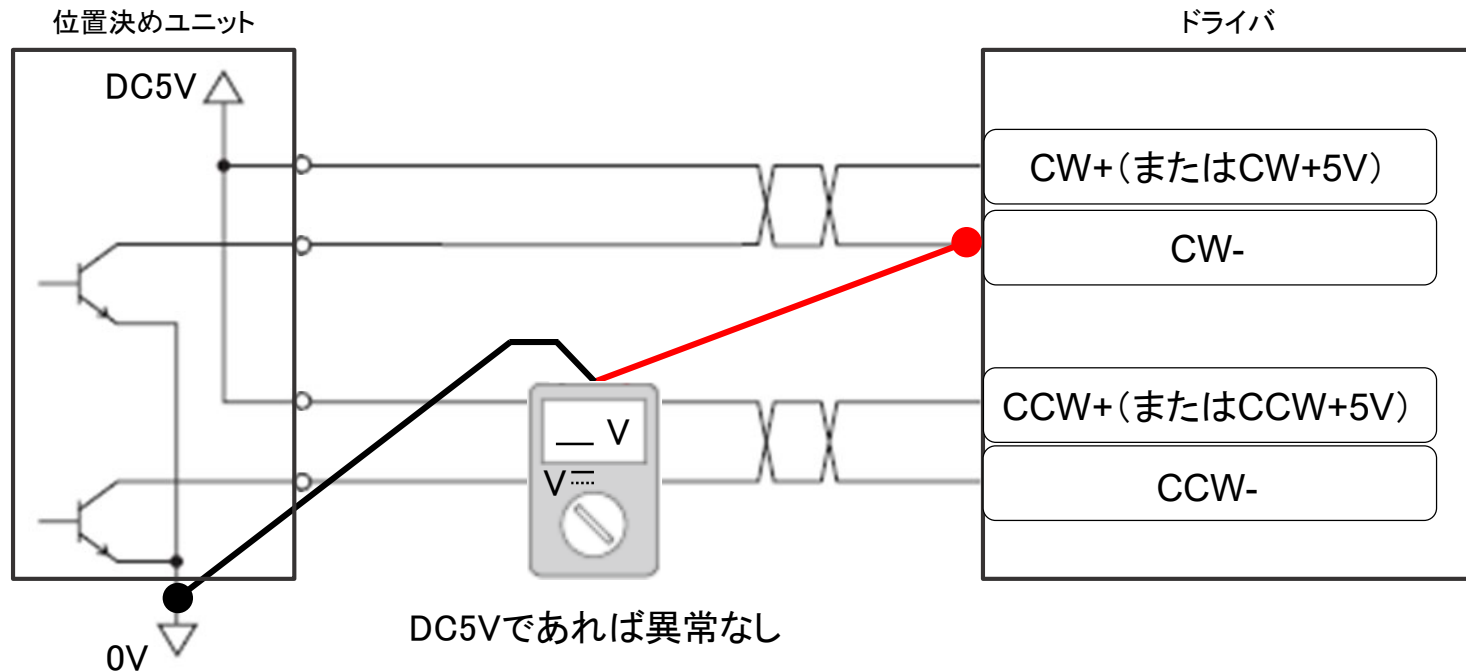 位置決めユニット
ドライバ
DC5V
CW+(またはCW+5V)
CW-
CCW+(またはCCW+5V)
CCW-
__ V
V
DC5Vであれば異常なし
0V